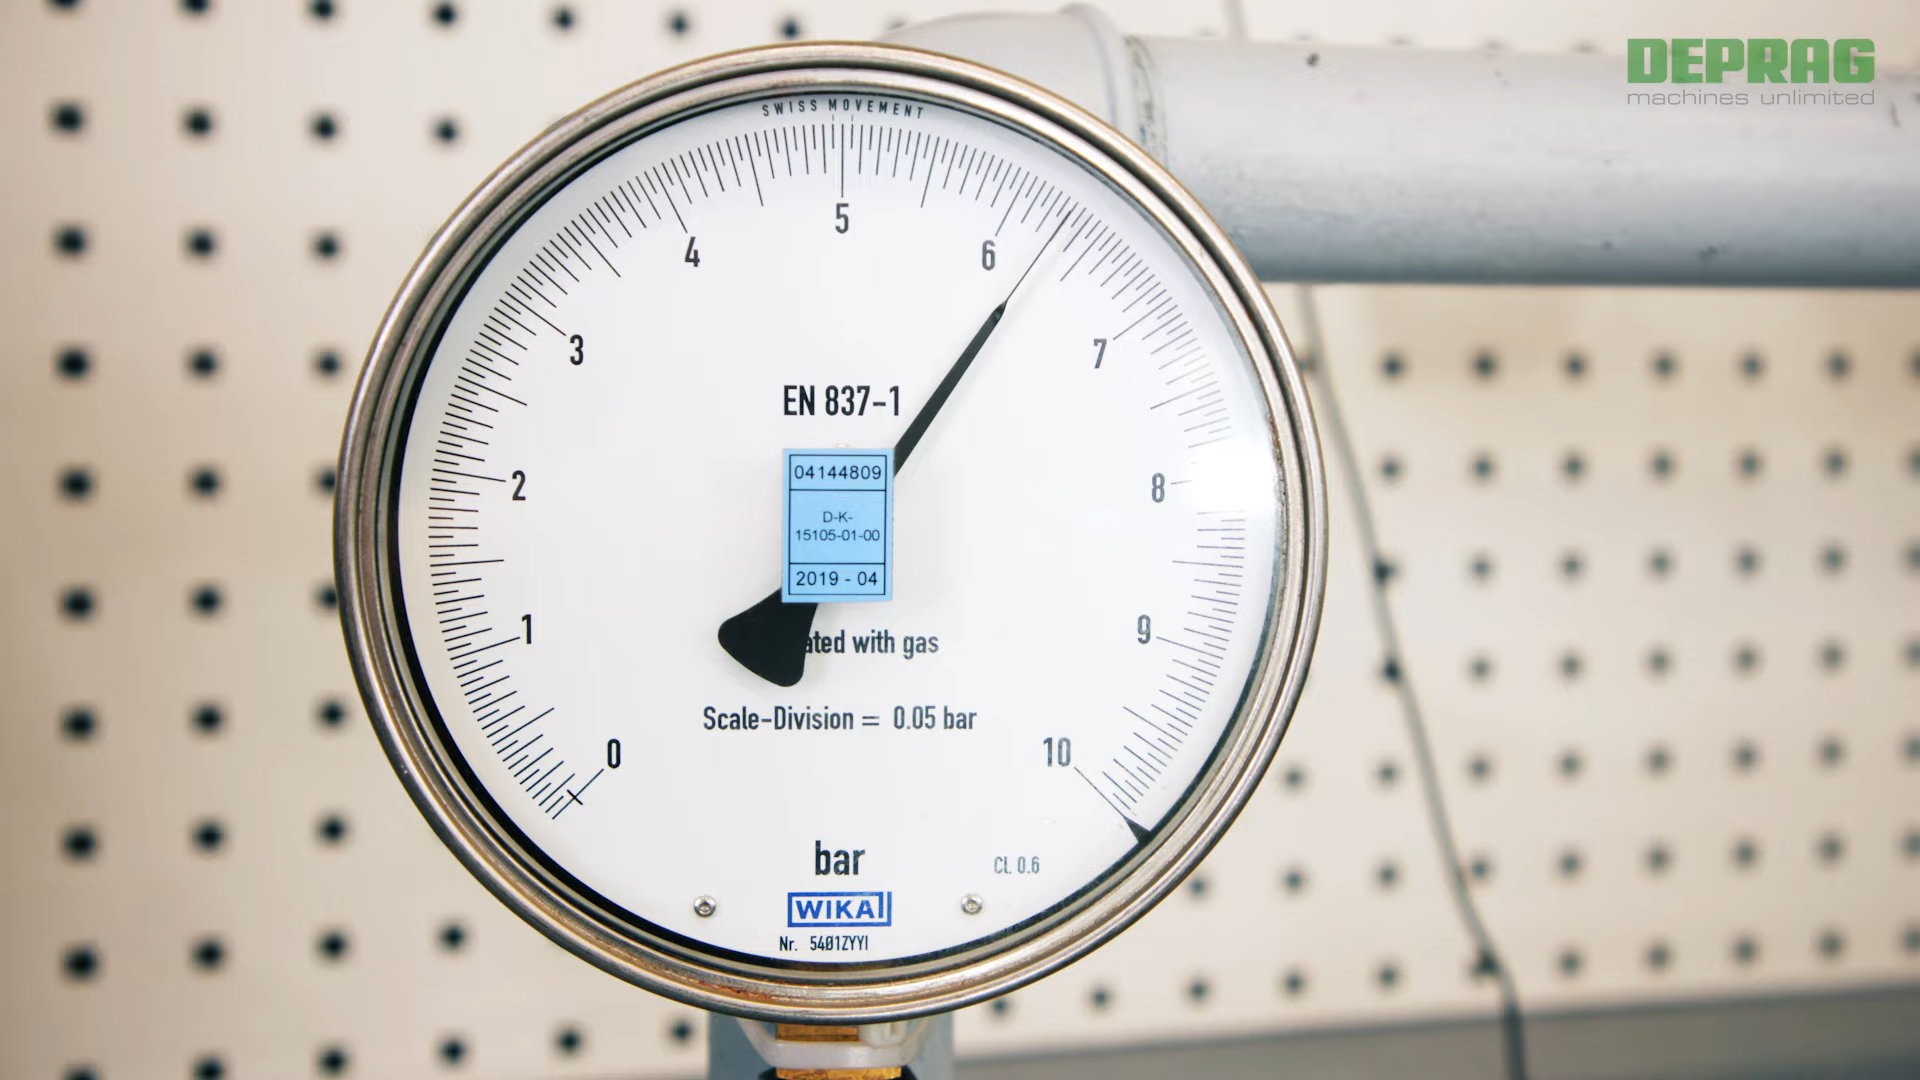 DEPRAG
machines unlimited
SWISS MOVEMENT
5
4
6
3
7
EN 837-1
2
8
04144809
D-K-
15105-01-00
2019 - 04
1
9
with gas
Scale-Division = 0.05 bar
0
10
bar
CL 0.6
WIKA
Nr. 5401ZYYI